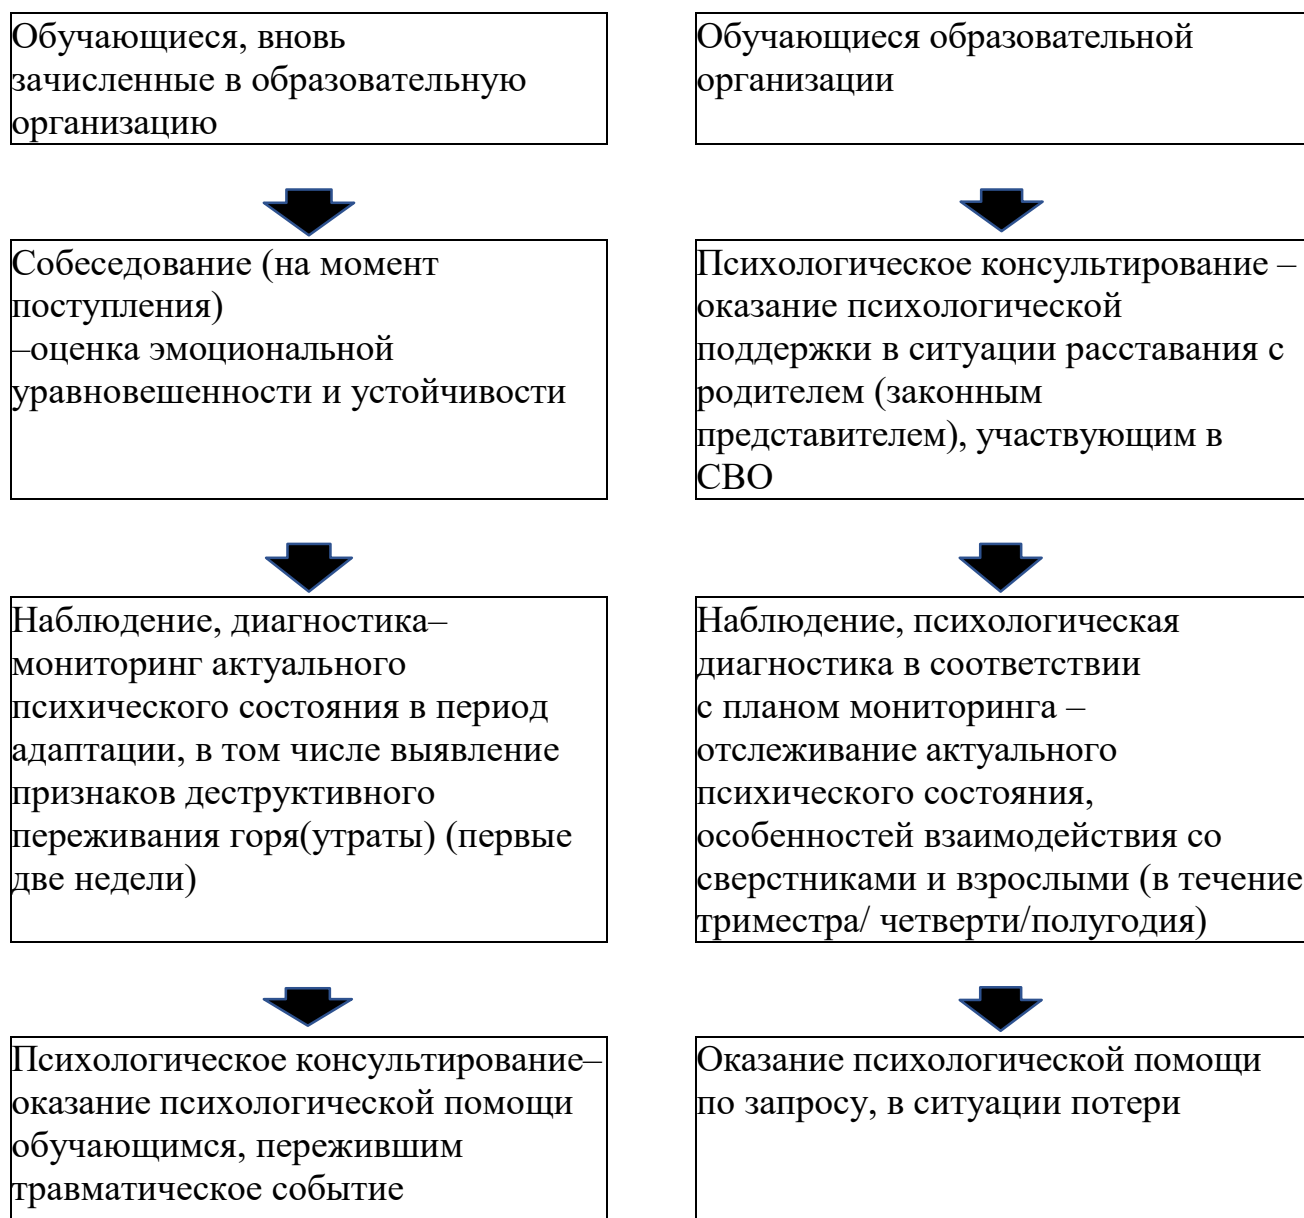 Обучающиеся, вновь
зачисленные в образовательную
организацию
Обучающиеся образовательной
организации
Собеседование (на момент
поступления)
–оценка эмоциональной
уравновешенности и устойчивости
Психологическое консультирование –
оказание психологической
поддержки в ситуации расставания с
родителем (законным
представителем), участвующим в
СВО
Наблюдение, диагностика–
мониторинг актуального
психического состояния в период
адаптации, в том числе выявление
признаков деструктивного
переживания горя(утраты) (первые
две недели)
Наблюдение, психологическая
диагностика в соответствии
с планом мониторинга –
отслеживание актуального
психического состояния,
особенностей взаимодействия со
сверстниками и взрослыми (в течение
триместра/ четверти/полугодия)
Психологическое консультирование–
оказание психологической помощи
обучающимся, пережившим
травматическое событие
Оказание психологической помощи
по запросу, в ситуации потери